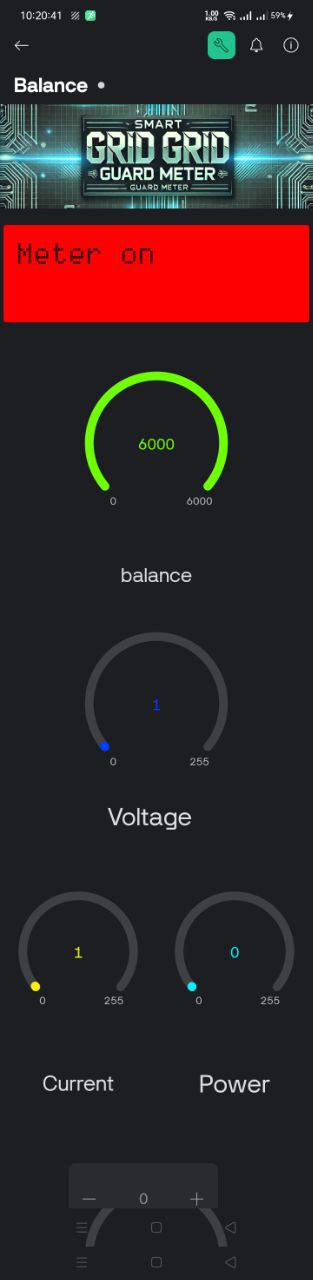 10:20:41
1.00
KB/S
59%
Balance
SMART
GRID GRID
GUARD METER
GUARD METER
Meter on
6000
0 6000
balance
1
0 255
Voltage
1 0
0 255 0 255
Current Power
— 0 +